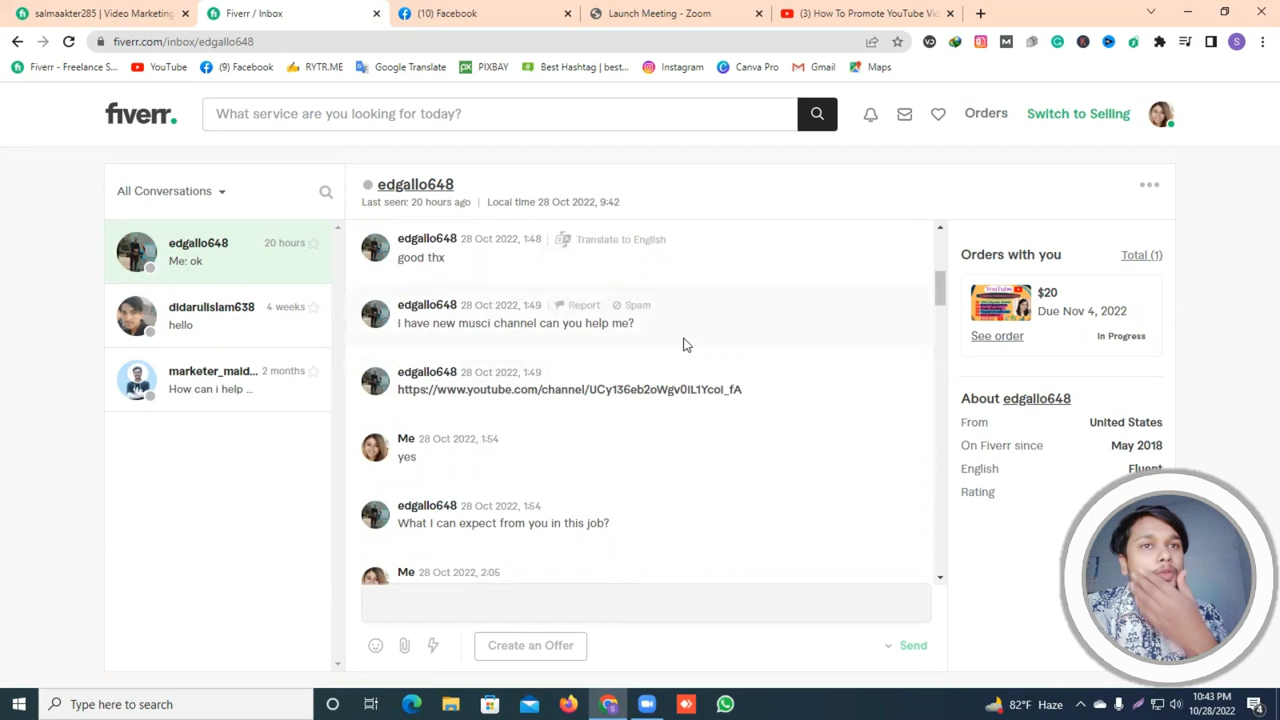 salmaakter285 | Video Marketing
Fiverr / Inbox
(10) Facebook
Launch Meeting - Zoom
(3) How To Promote YouTube Vi
fiverr.com/inbox/edgallo648
Fiverr - Freelance S...
YouTube
(9) Facebook
RYTR.ME
Google Translate
PIXBAY
Best Hashtag | best...
Instagram
Canva Pro
Gmail
Maps
fiverr.
What service are you looking for today?
Orders
Switch to Selling
All Conversations
edgallo648
Last seen: 20 hours ago | Local time 28 Oct 2022, 9:42
edgallo648 20 hours
Me: ok
didarulislam638 4 weeks
hello
marketer_maid... 2 months
How can i help ..
edgallo648 28 Oct 2022, 1:48 Translate to English
good thx
edgallo648 28 Oct 2022, 1:49 Report Spam
I have new musci channel can you help me?
edgallo648 28 Oct 2022, 1:49
https://www.youtube.com/channel/UCy136eb2oWgv0IL1YcoI_fA
Me 28 Oct 2022, 1:54
yes
edgallo648 28 Oct 2022, 1:54
What I can expect from you in this job?
Me 28 Oct 2022, 2:05
Create an Offer
Send
Orders with you Total (1)
YouTube
$20
Due Nov 4, 2022
See order In Progress
About edgallo648
From United States
On Fiverr since May 2018
English Fluent
Rating
Type here to search
82°F Haze
10:43 PM
10/28/2022
4